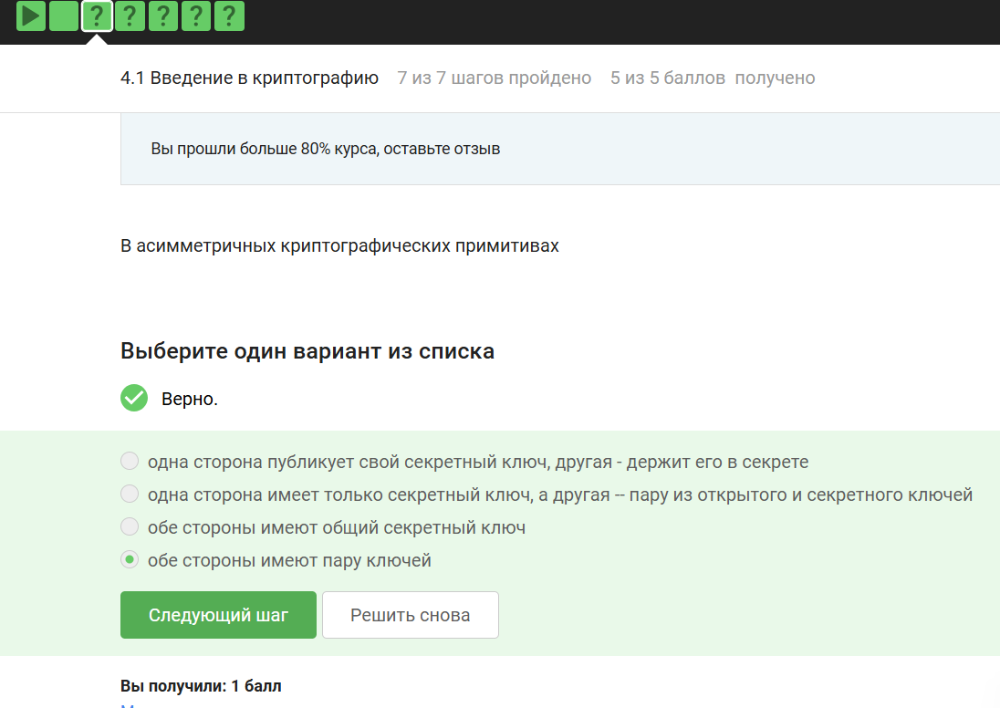 ? ? ? ? ?
4.1 Введение в криптографию 7 из 7 шагов пройдено 5 из 5 баллов получено
Вы прошли больше 80% курса, оставьте отзыв
В асимметричных криптографических примитивах
Выберите один вариант из списка
Верно.
одна сторона публикует свой секретный ключ, другая - держит его в секрете
одна сторона имеет только секретный ключ, а другая -- пару из открытого и секретного ключей
обе стороны имеют общий секретный ключ
обе стороны имеют пару ключей
Следующий шаг Решить снова
Вы получили: 1 балл